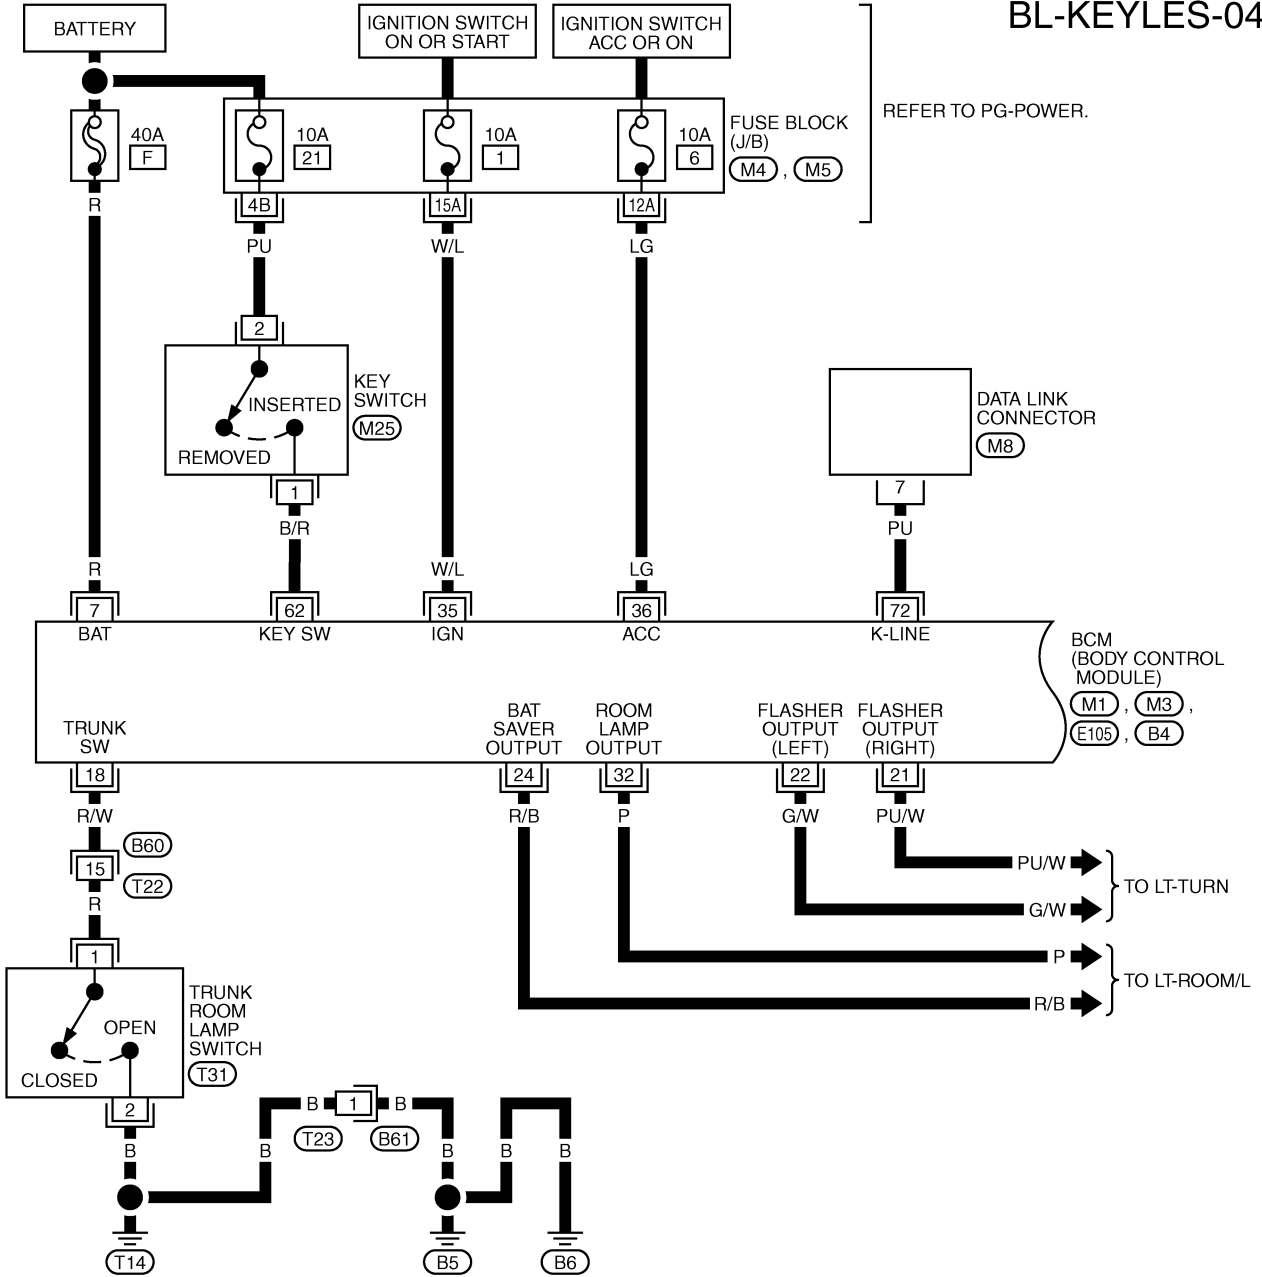 BL-KEYLES-04
BATTERY
IGNITION SWITCH
ON OR START
IGNITION SWITCH
ACC OR ON
REFER TO PG-POWER.
40A
F
10A
21
10A
1
10A
6
FUSE BLOCK
(J/B)
M4 , M5
R
4B
15A
12A
PU
W/L
LG
2
KEY
SWITCH
M25
INSERTED
REMOVED
1
B/R
DATA LINK
CONNECTOR
M8
7
PU
R
W/L
LG
7
62
35
36
72
BAT
KEY SW
IGN
ACC
K-LINE
BCM
(BODY CONTROL
MODULE)
M1 , M3 ,
E105 , B4
TRUNK
SW
BAT
SAVER
OUTPUT
ROOM
LAMP
OUTPUT
FLASHER
OUTPUT
(LEFT)
FLASHER
OUTPUT
(RIGHT)
18
24
32
22
21
R/W
R/B
P
G/W
PU/W
B60
15
T22
R
PU/W
G/W
TO LT-TURN
P
R/B
TO LT-ROOM/L
1
TRUNK
ROOM
LAMP
SWITCH
T31
OPEN
CLOSED
2
B
B
B
1
B
T23
B61
B
B
B
T14
B5
B6